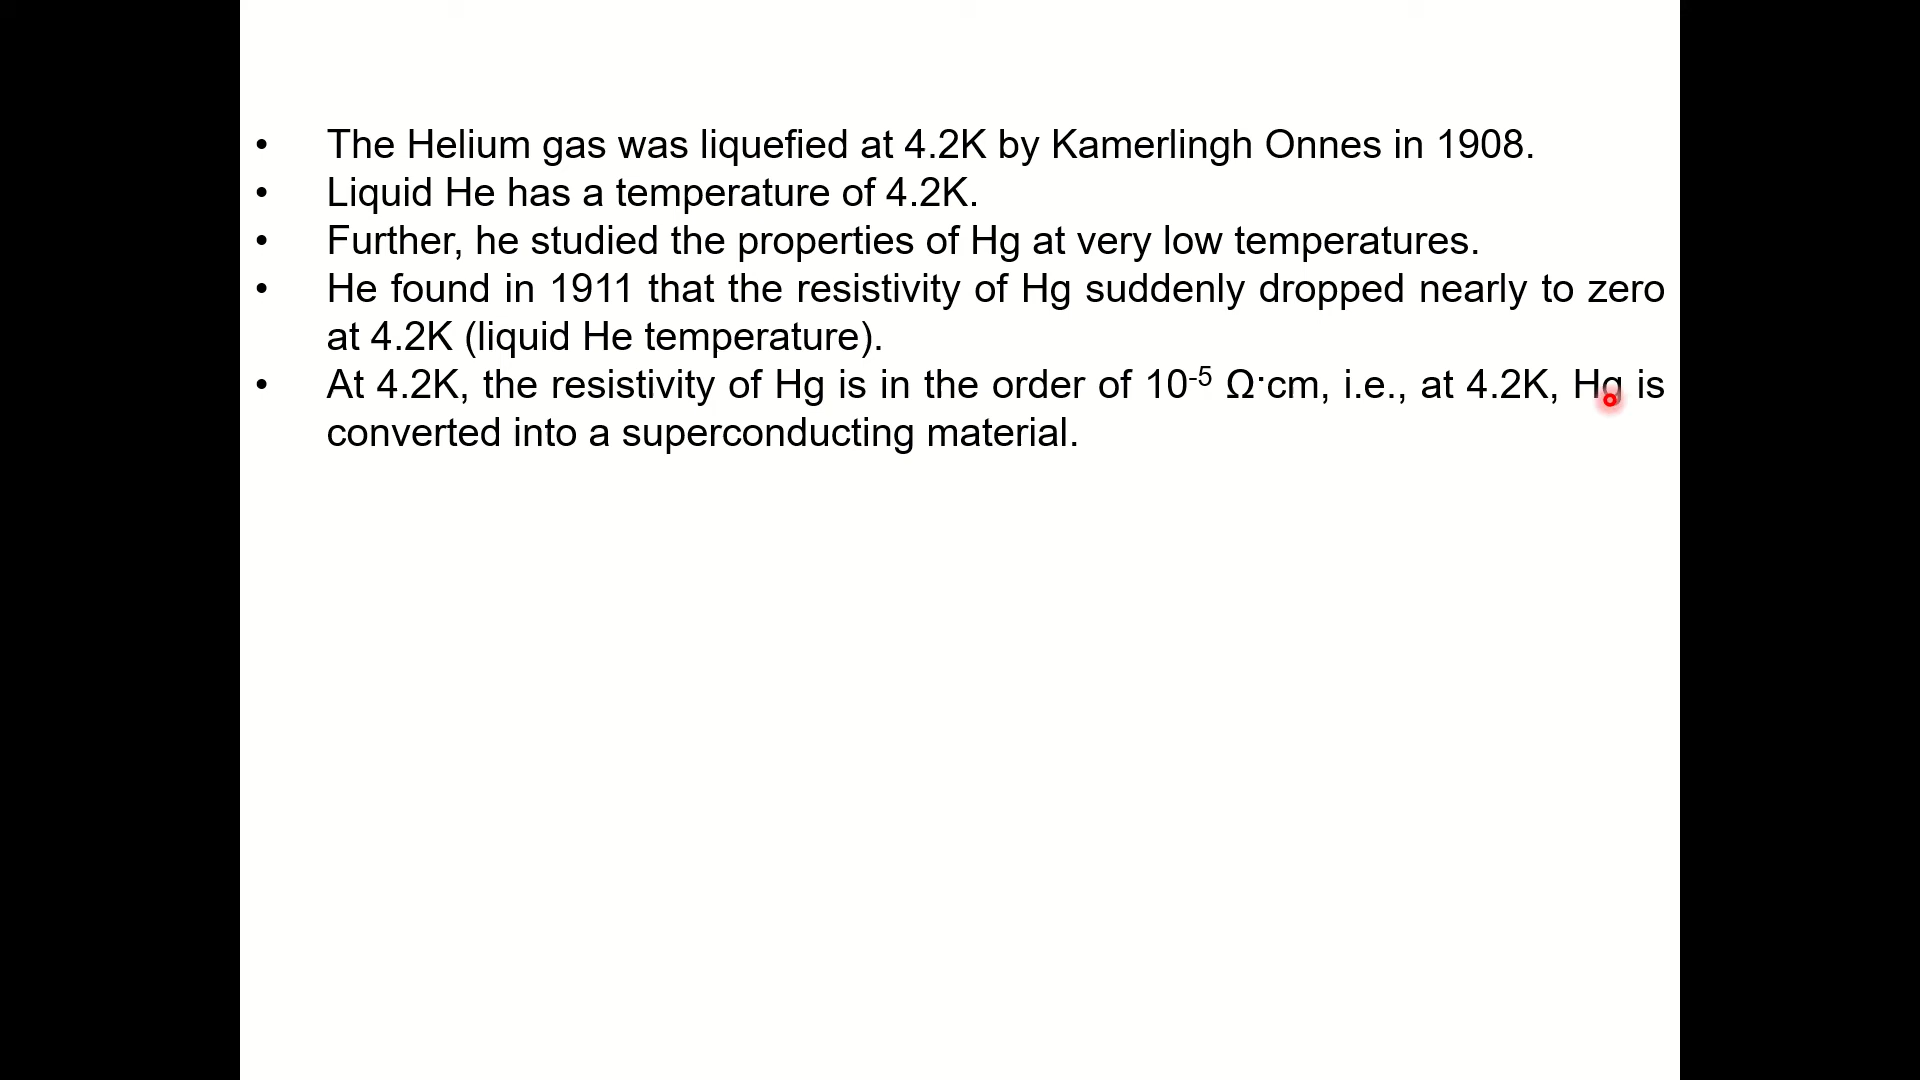 • The Helium gas was liquefied at 4.2K by Kamerlingh Onnes in 1908.
• Liquid He has a temperature of 4.2K.
• Further, he studied the properties of Hg at very low temperatures.
• He found in 1911 that the resistivity of Hg suddenly dropped nearly to zero
at 4.2K (liquid He temperature).
• At 4.2K, the resistivity of Hg is in the order of 10⁻⁵ Ω·cm, i.e., at 4.2K, Hg is
converted into a superconducting material.